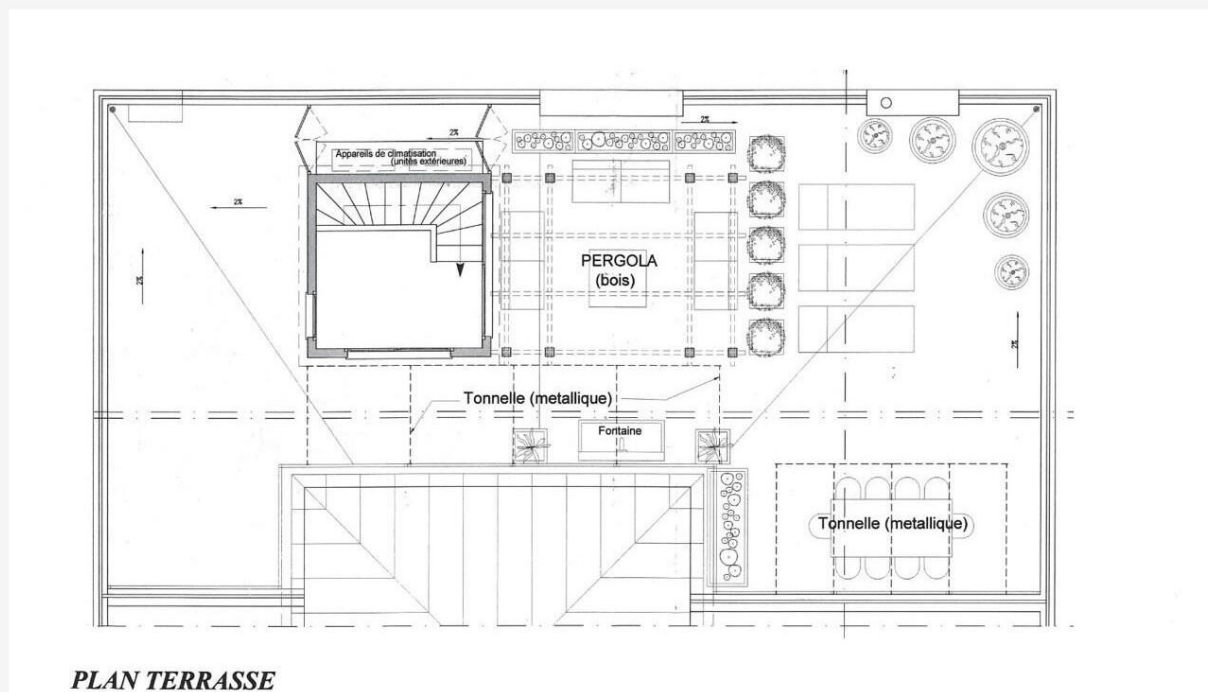 2%
2%
Appareils de climatisation
(unités extérieures)
2%
2%
PERGOLA
(bois)
2%
Tonnelle (metallique)
Fontaine
Tonnelle (metallique)
PLAN TERRASSE